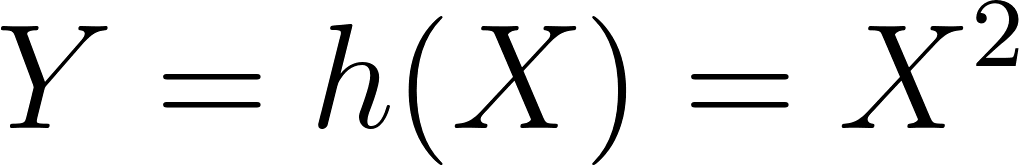 Y = h(X) = X²